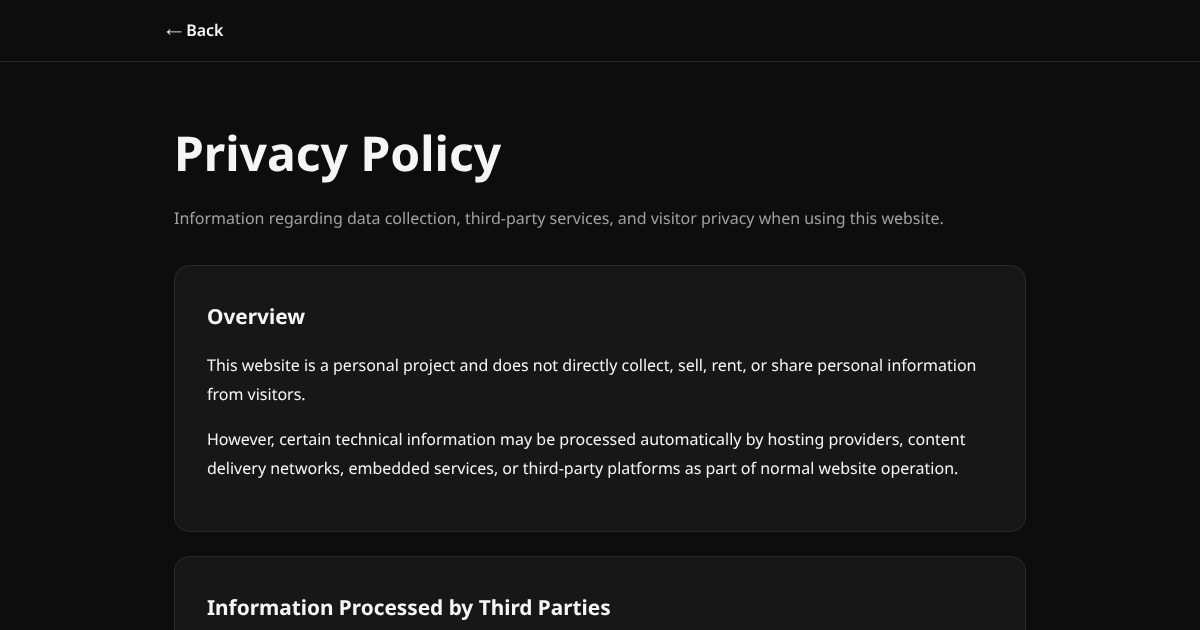 ← Back
Privacy Policy
Information regarding data collection, third-party services, and visitor privacy when using this website.
Overview
This website is a personal project and does not directly collect, sell, rent, or share personal information
from visitors.
However, certain technical information may be processed automatically by hosting providers, content
delivery networks, embedded services, or third-party platforms as part of normal website operation.
Information Processed by Third Parties